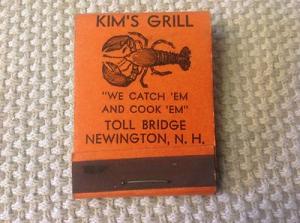 KIM'S GRILL
"WE CATCH 'EM
AND COOK 'EM"
TOLL BRIDGE
NEWINGTON, N. H.